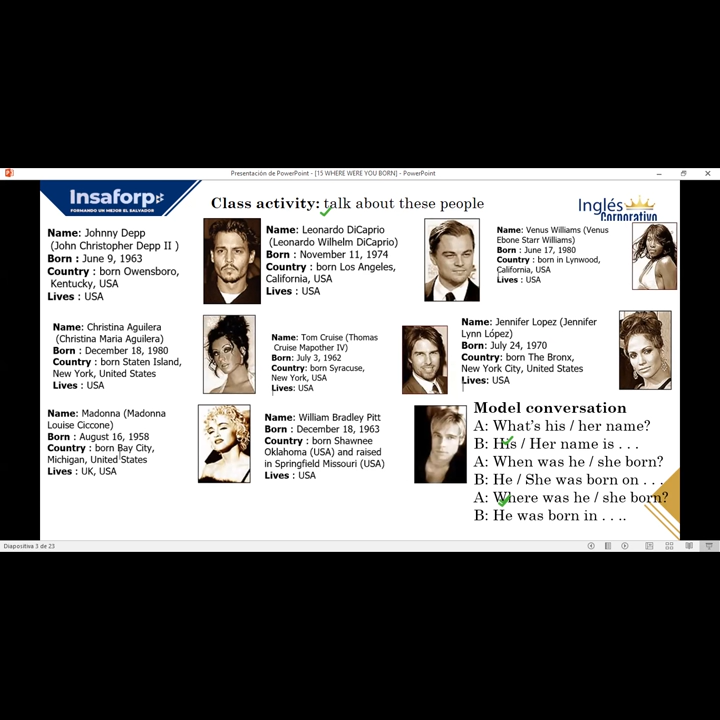 Presentación de PowerPoint - [15 WHERE WERE YOU BORN] - PowerPoint
Insaforp
FORMANDO UN MEJOR EL SALVADOR
Class activity: talk about these people
Inglés
Corporativo
Name: Johnny Depp
(John Christopher Depp II )
Born : June 9, 1963
Country : born Owensboro,
Kentucky, USA
Lives : USA
Name: Leonardo DiCaprio
(Leonardo Wilhelm DiCaprio)
Born : November 11, 1974
Country : born Los Angeles,
California, USA
Lives : USA
Name: Venus Williams (Venus
Ebone Starr Williams)
Born : June 17, 1980
Country : born in Lynwood,
California, USA
Lives : USA
Name: Christina Aguilera
(Christina Maria Aguilera)
Born : December 18, 1980
Country : born Staten Island,
New York, United States
Lives : USA
Name: Tom Cruise (Thomas
Cruise Mapother IV)
Born: July 3, 1962
Country: born Syracuse,
New York, USA
Lives: USA
Name: Jennifer Lopez (Jennifer
Lynn López)
Born: July 24, 1970
Country: born The Bronx,
New York City, United States
Lives: USA
Name: Madonna (Madonna
Louise Ciccone)
Born : August 16, 1958
Country : born Bay City,
Michigan, United States
Lives : UK, USA
Name: William Bradley Pitt
Born : December 18, 1963
Country : born Shawnee
Oklahoma (USA) and raised
in Springfield Missouri (USA)
Lives : USA
Model conversation
A: What's his / her name?
B: His / Her name is . . .
A: When was he / she born?
B: He / She was born on . . .
A: Where was he / she born?
B: He was born in . . ..
Diapositiva 3 de 23